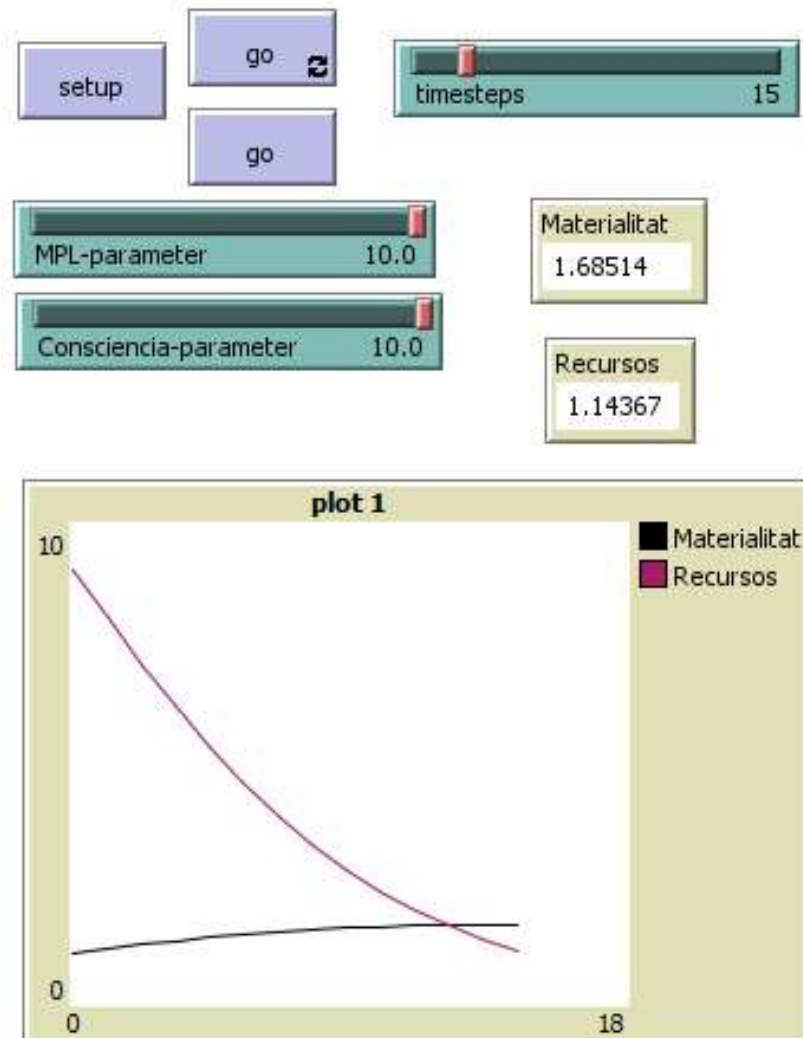 setup
go
go
timesteps 15
MPL-parameter 10.0
Consciencia-parameter 10.0
Materialitat
1.68514
Recursos
1.14367
plot 1
10
0
0 18
Materialitat
Recursos